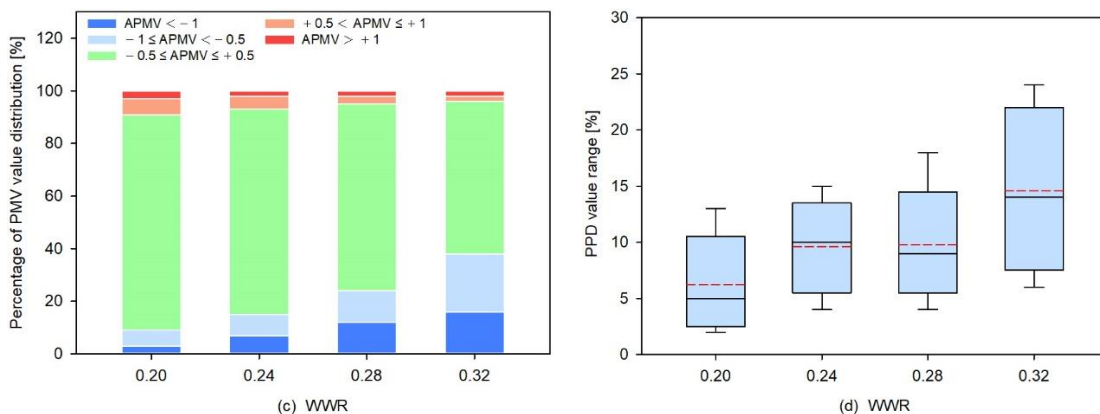 APMV < − 1
− 1 ≤ APMV < − 0.5
− 0.5 ≤ APMV ≤ + 0.5
+ 0.5 < APMV ≤ + 1
APMV > + 1
Percentage of PMV value distribution [%]
120
100
80
60
40
20
0
0.20 0.24 0.28 0.32
(c) WWR
PPD value range [%]
30
25
20
15
10
5
0
0.20 0.24 0.28 0.32
(d) WWR